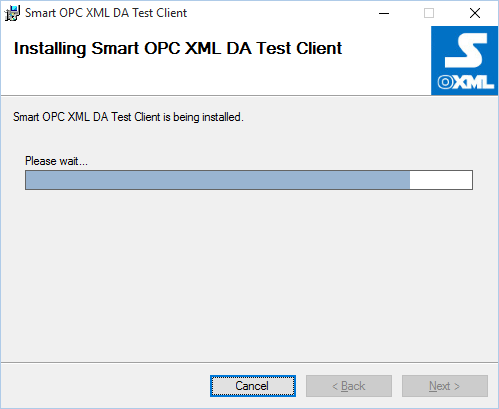 Smart OPC XML DA Test Client
Installing Smart OPC XML DA Test Client
S
XML
Smart OPC XML DA Test Client is being installed.
Please wait...
Cancel
< Back
Next >